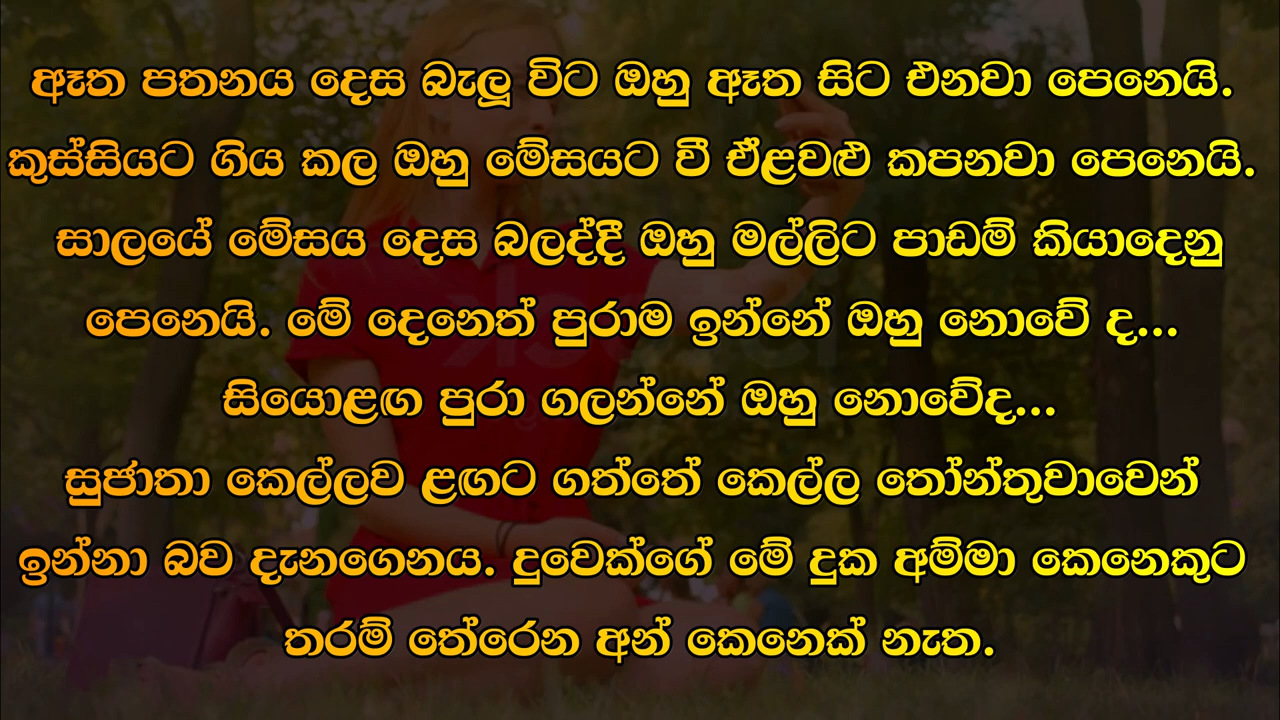 ඈත පතනය දෙස බැලූ විට ඔහු ඈත සිට එනවා පෙනෙයි.
කුස්සියට ගිය කල ඔහු මේසයට වී ඒළවළු කපනවා පෙනෙයි.
සාලයේ මේසය දෙස බලද්දී ඔහු මල්ලිට පාඩම් කියාදෙනු
පෙනෙයි. මේ දෙනෙත් පුරාම ඉන්නේ ඔහු නොවේ ද...
සියොළඟ පුරා ගලන්නේ ඔහු නොවේද...
සුජාතා කෙල්ලව ළඟට ගත්තේ කෙල්ල තෝන්තුවාවෙන්
ඉන්නා බව දැනගෙනය. දුවෙක්ගේ මේ දුක අම්මා කෙනෙකුට
තරම් තේරෙන අන් කෙනෙක් නැත.